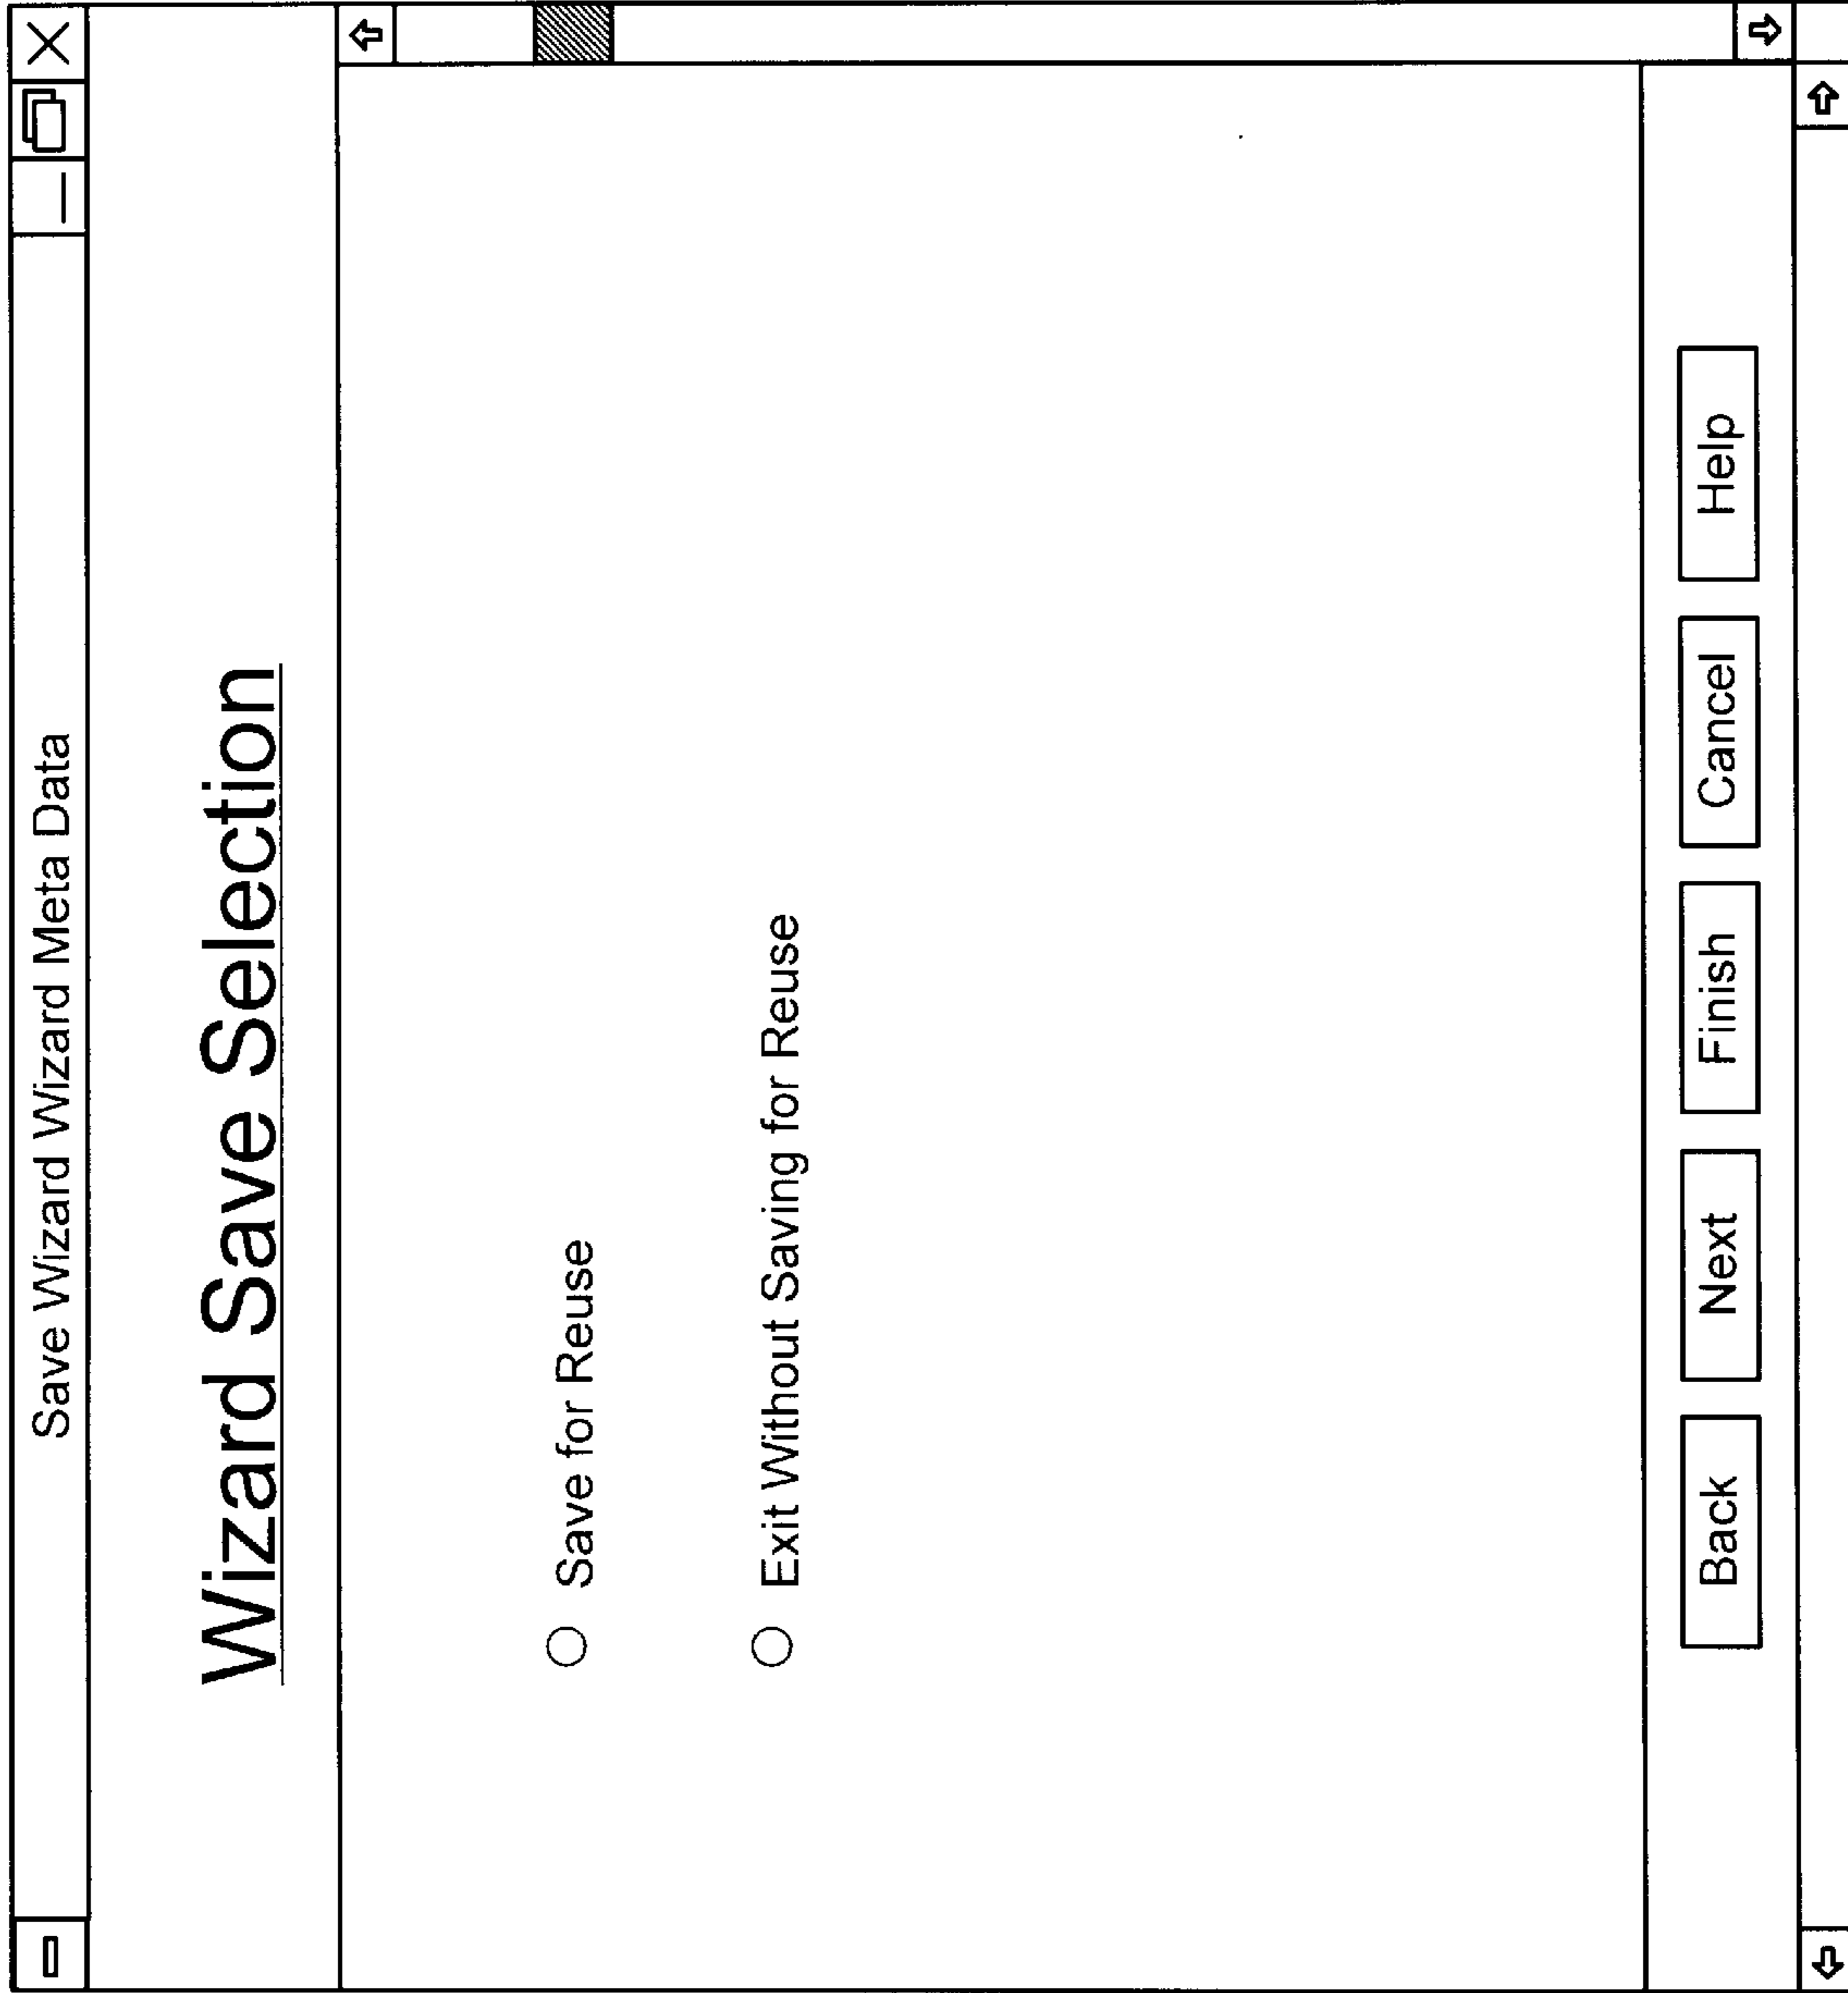 Save Wizard Wizard Meta Data
Wizard Save Selection
Save for Reuse
Exit Without Saving for Reuse
Back Next Finish Cancel Help